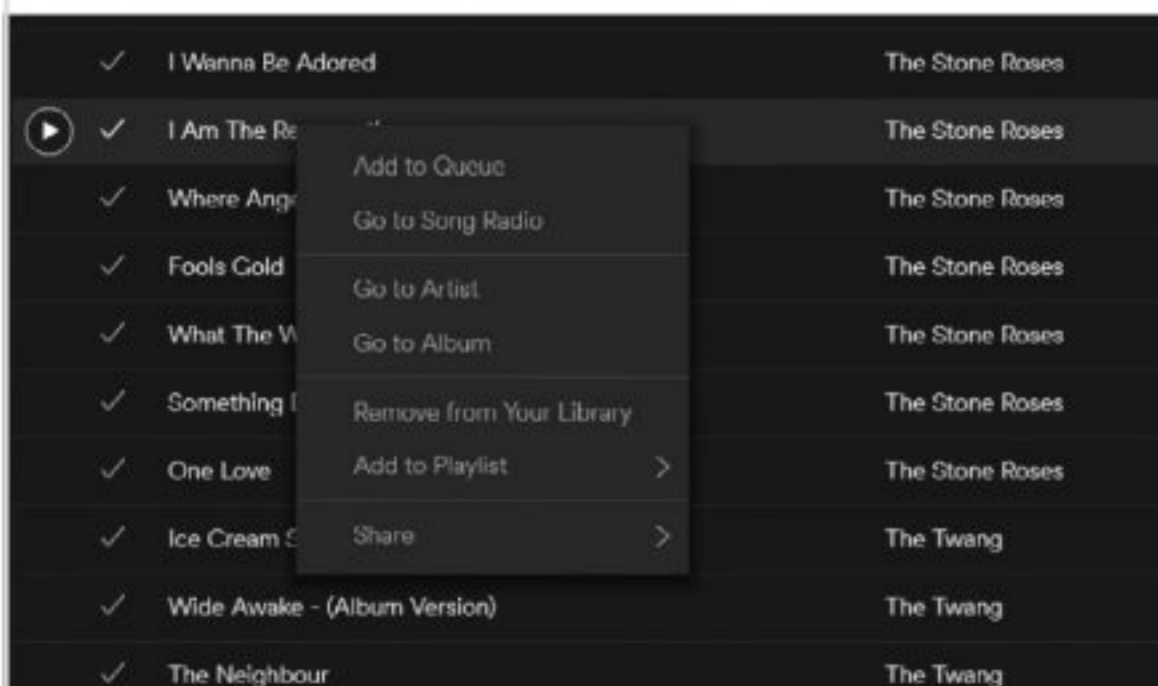 I Wanna Be Adored The Stone Roses
I Am The The Stone Roses
Add to Queue
Where The Stone Roses
Go to Song Radio
Fools Gold The Stone Roses
Go to Artist
What The The Stone Roses
Go to Album
Something The Stone Roses
Remove from Your Library
One Love The Stone Roses
Add to Playlist
Ice Cream The Twang
Share
Wide Awake - (Album Version) The Twang
The Neighbour The Twang